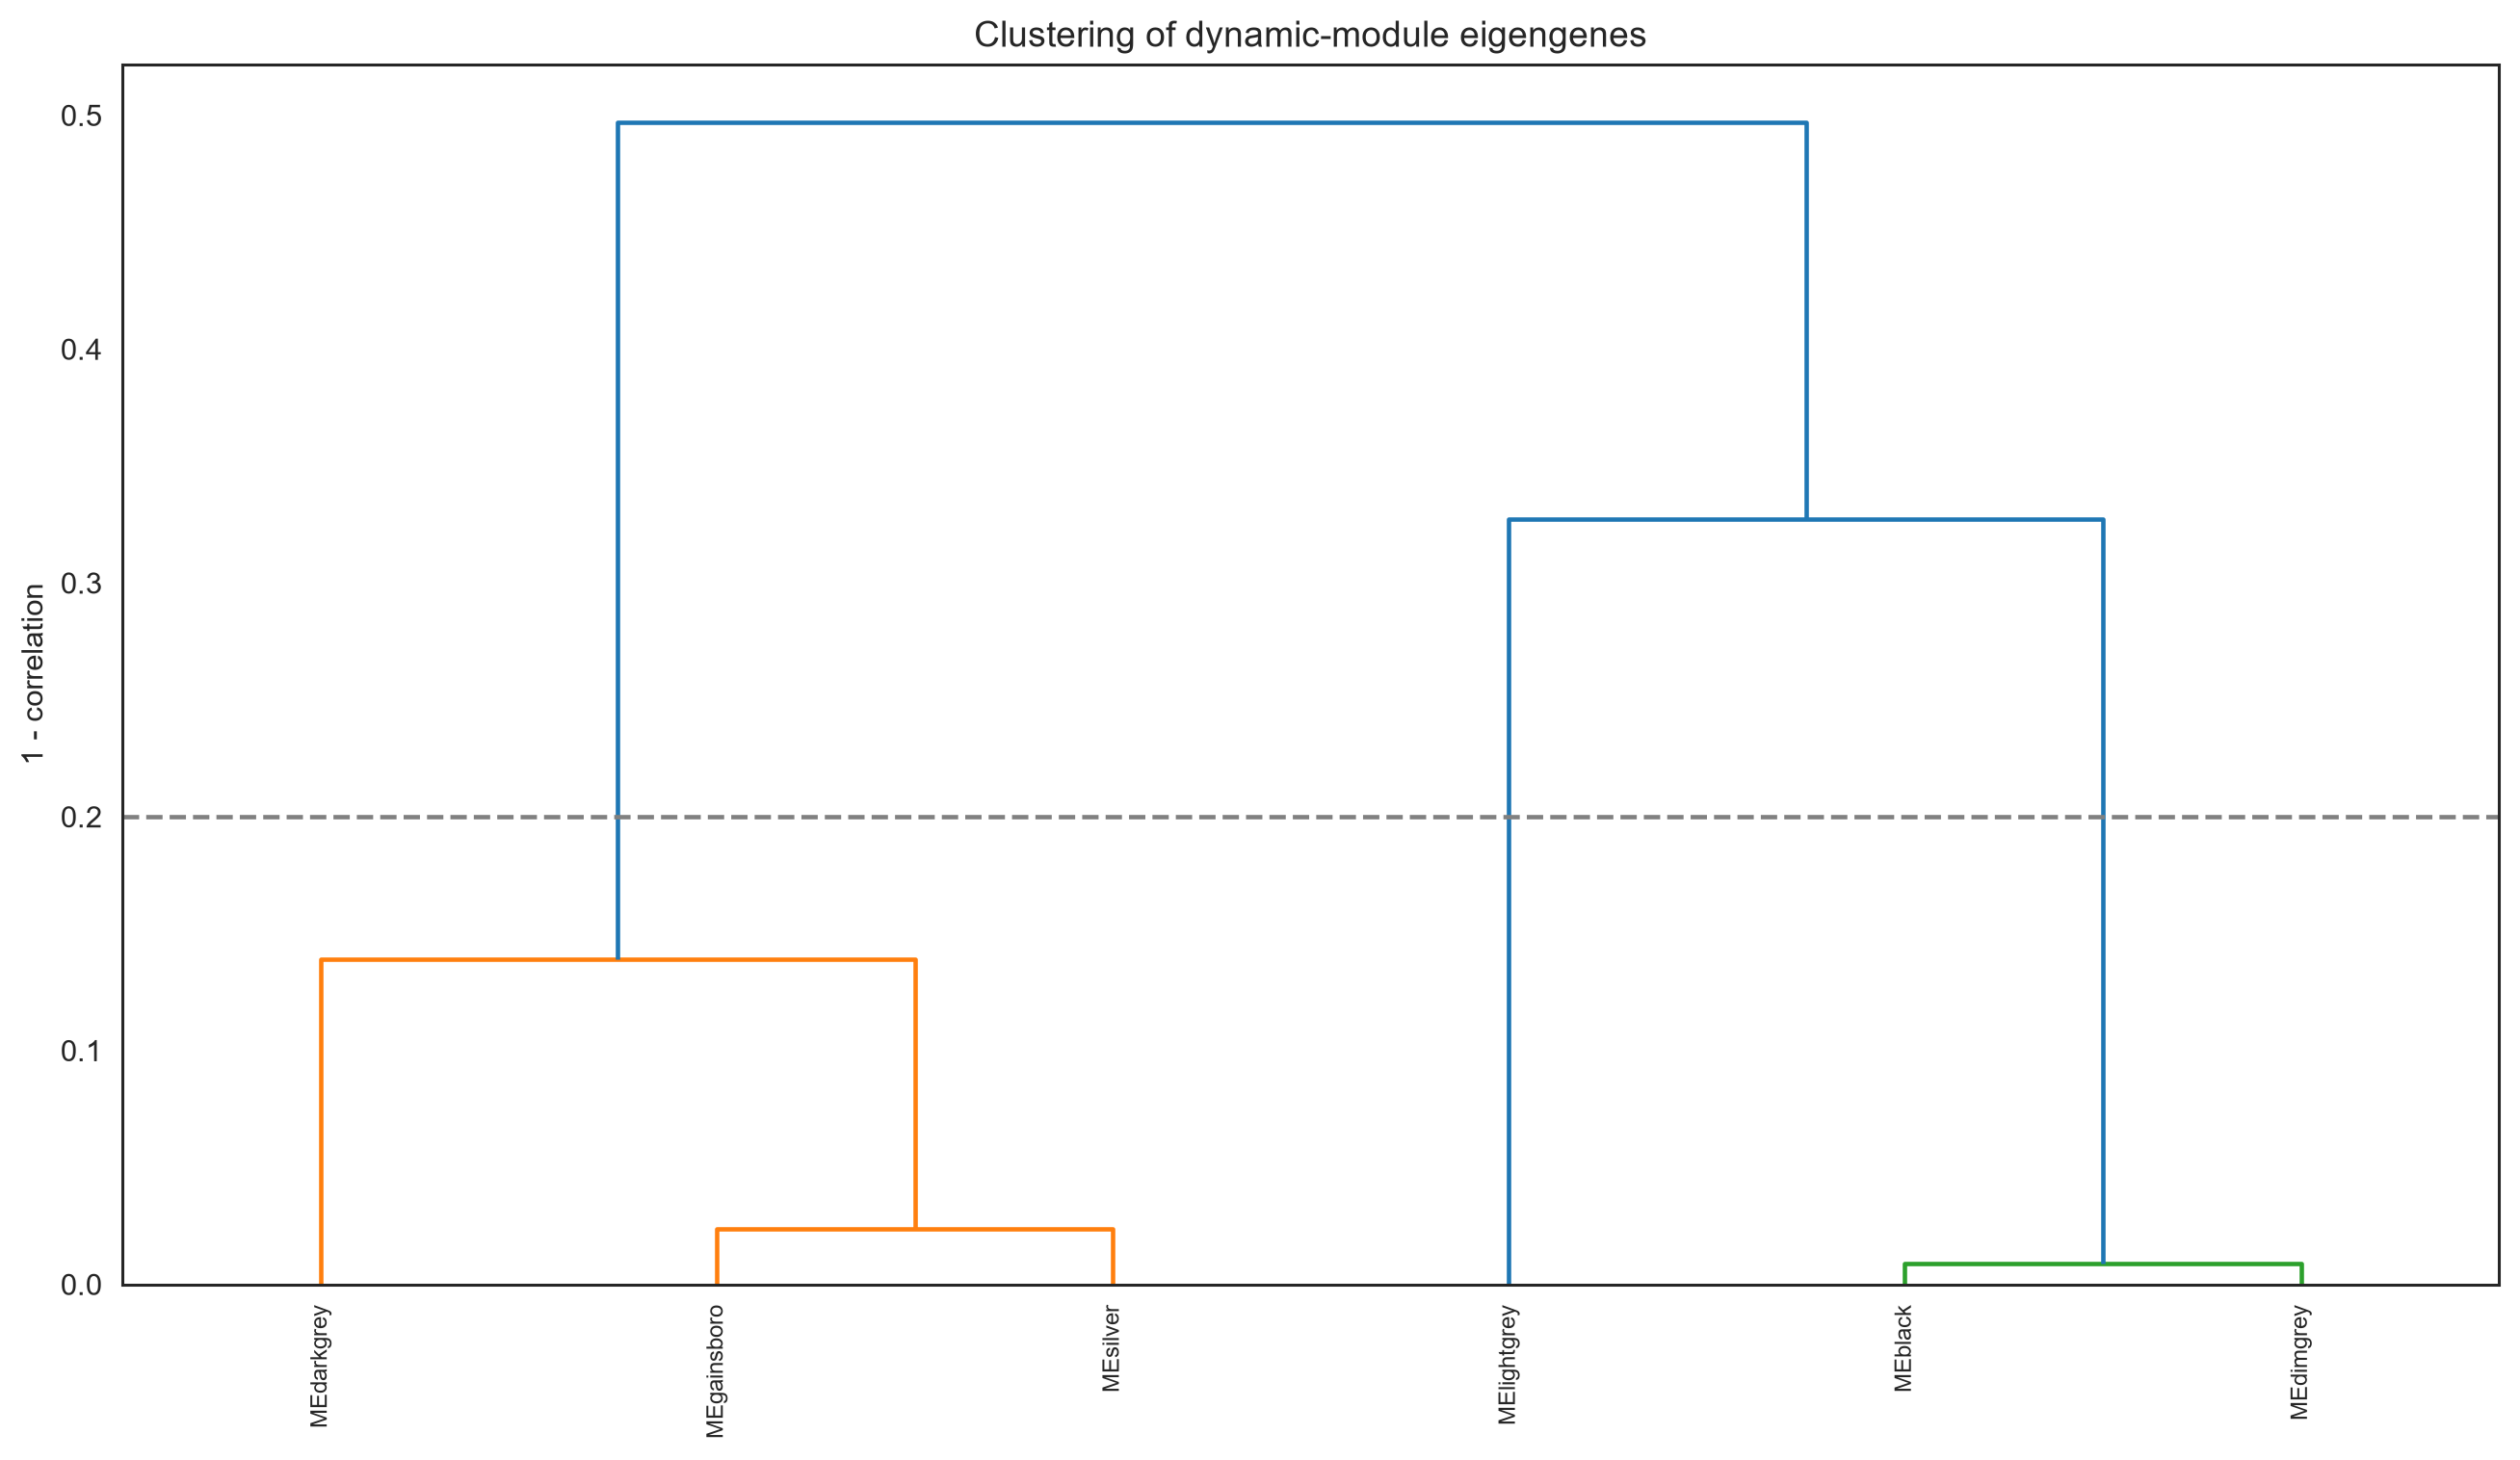 Clustering of dynamic-module eigengenes
0.5
0.4
0.3
0.2
0.1
0.0
1 - correlation
MEdarkgrey
MEgainsboro
MEsilver
MElightgrey
MEblack
MEdimgrey